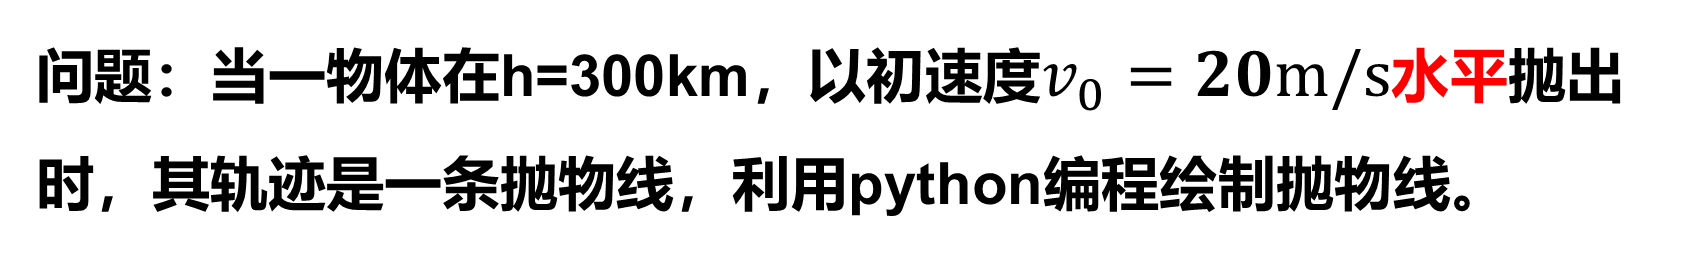 问题：当一物体在h=300km，以初速度v₀ = 20m/s水平抛出
时，其轨迹是一条抛物线，利用python编程绘制抛物线。